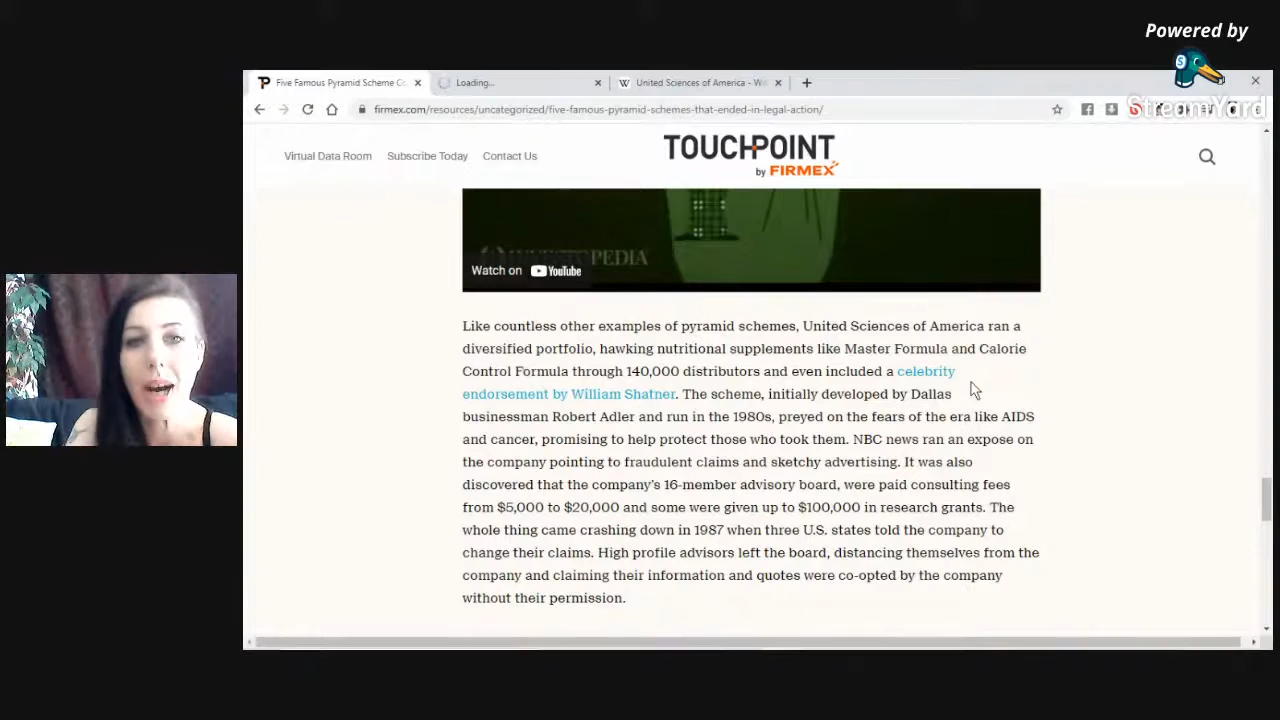 Powered by
StreamYard
Five Famous Pyramid Scheme Co
Loading...
United Sciences of America - Wi
firmex.com/resources/uncategorized/five-famous-pyramid-schemes-that-ended-in-legal-action/
Virtual Data Room Subscribe Today Contact Us
TOUCHPOINT
by FIRMEX
INVESTOPEDIA
Watch on YouTube
Like countless other examples of pyramid schemes, United Sciences of America ran a
diversified portfolio, hawking nutritional supplements like Master Formula and Calorie
Control Formula through 140,000 distributors and even included a celebrity
endorsement by William Shatner. The scheme, initially developed by Dallas
businessman Robert Adler and run in the 1980s, preyed on the fears of the era like AIDS
and cancer, promising to help protect those who took them. NBC news ran an expose on
the company pointing to fraudulent claims and sketchy advertising. It was also
discovered that the company's 16-member advisory board, were paid consulting fees
from $5,000 to $20,000 and some were given up to $100,000 in research grants. The
whole thing came crashing down in 1987 when three U.S. states told the company to
change their claims. High profile advisors left the board, distancing themselves from the
company and claiming their information and quotes were co-opted by the company
without their permission.